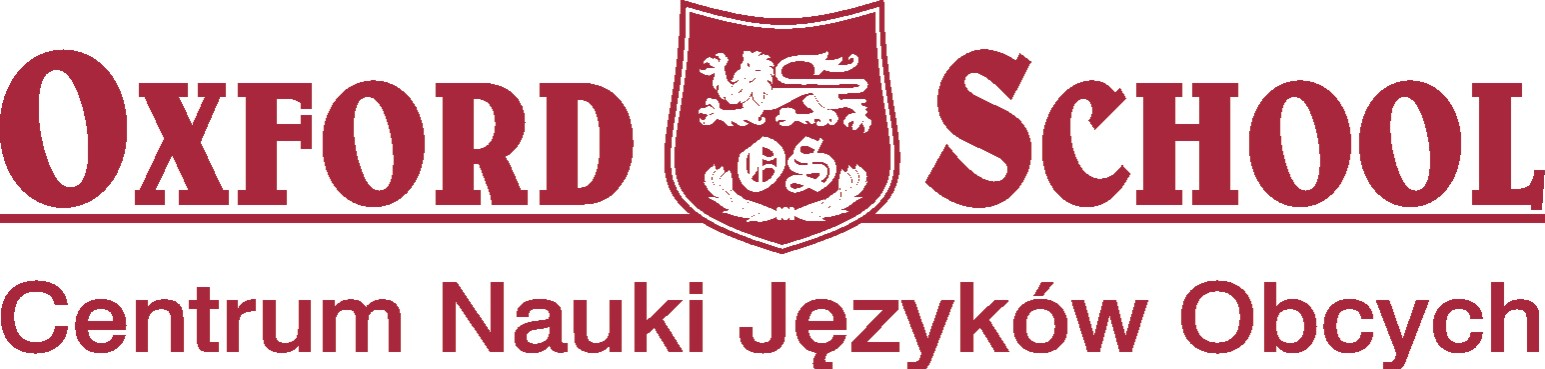 OXFORD SCHOOL
OS
Centrum Nauki Języków Obcych